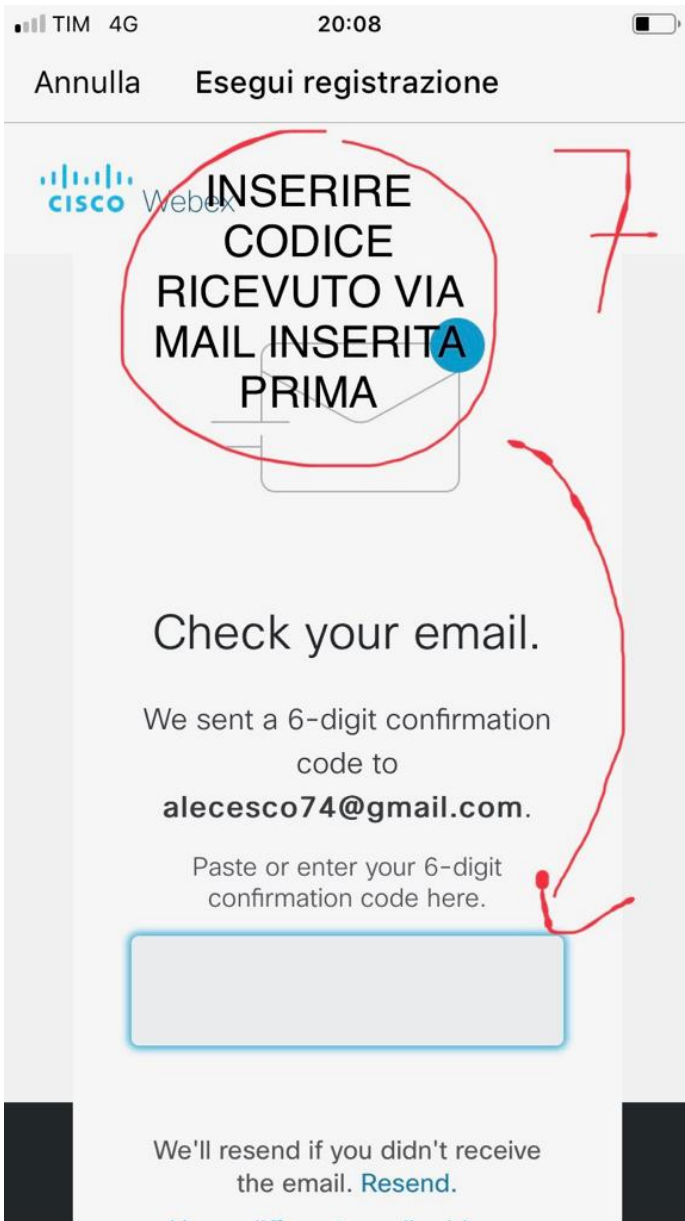 TIM 4G 20:08
Annulla Esegui registrazione
CISCO Webex
INSERIRE
CODICE
RICEVUTO VIA
MAIL INSERITA
PRIMA
7
Check your email.
We sent a 6-digit confirmation
code to
alecesco74@gmail.com.
Paste or enter your 6-digit
confirmation code here.
We'll resend if you didn't receive
the email. Resend.